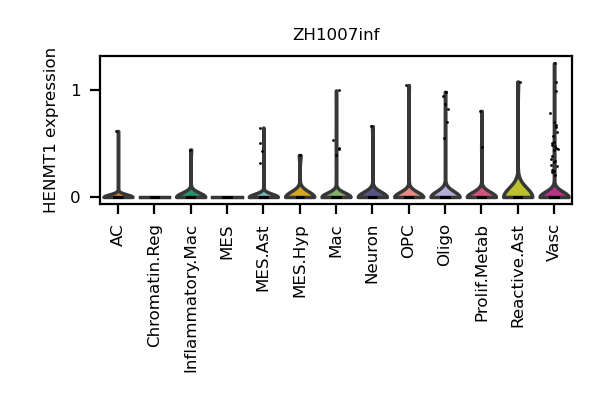 ZH1007inf
HENMT1 expression
1
0
AC
Chromatin.Reg
Inflammatory.Mac
MES
MES.Ast
MES.Hyp
Mac
Neuron
OPC
Oligo
Prolif.Metab
Reactive.Ast
Vasc